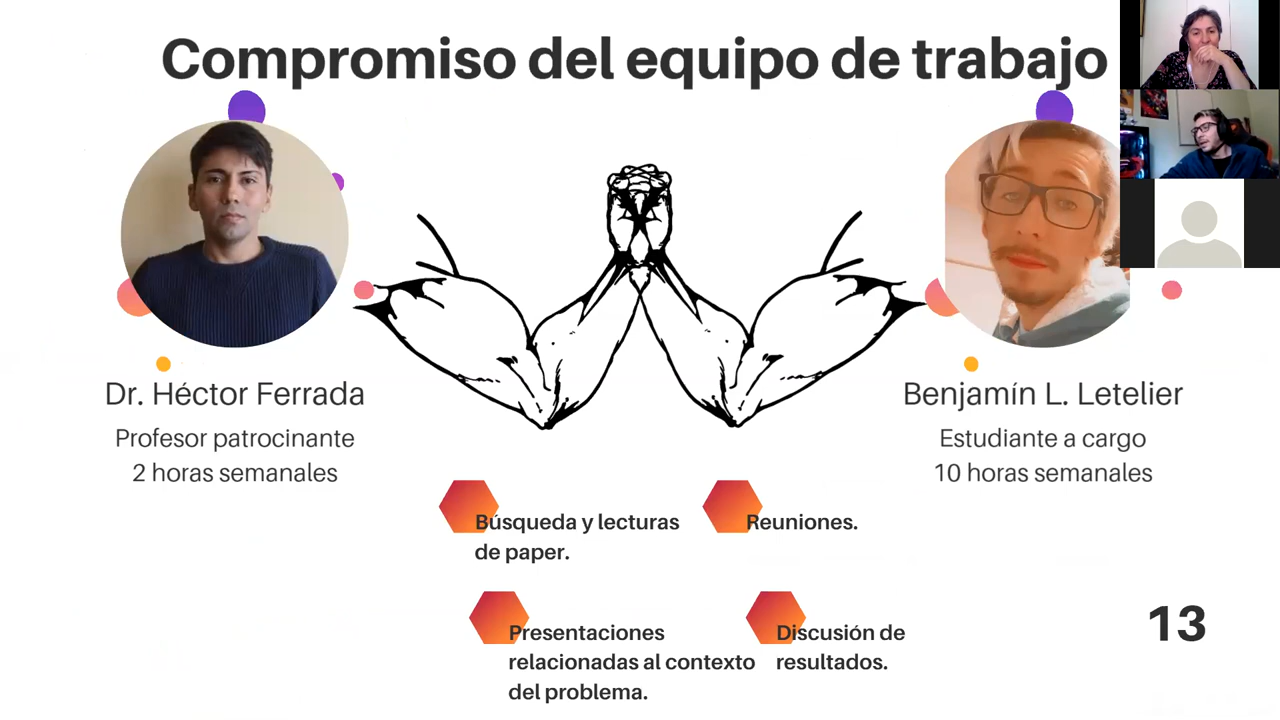 Compromiso del equipo de trabajo
Dr. Héctor Ferrada
Profesor patrocinante
2 horas semanales
Benjamín L. Letelier
Estudiante a cargo
10 horas semanales
Búsqueda y lecturas
de paper.
Reuniones.
Presentaciones
relacionadas al contexto
del problema.
Discusión de
resultados.
13